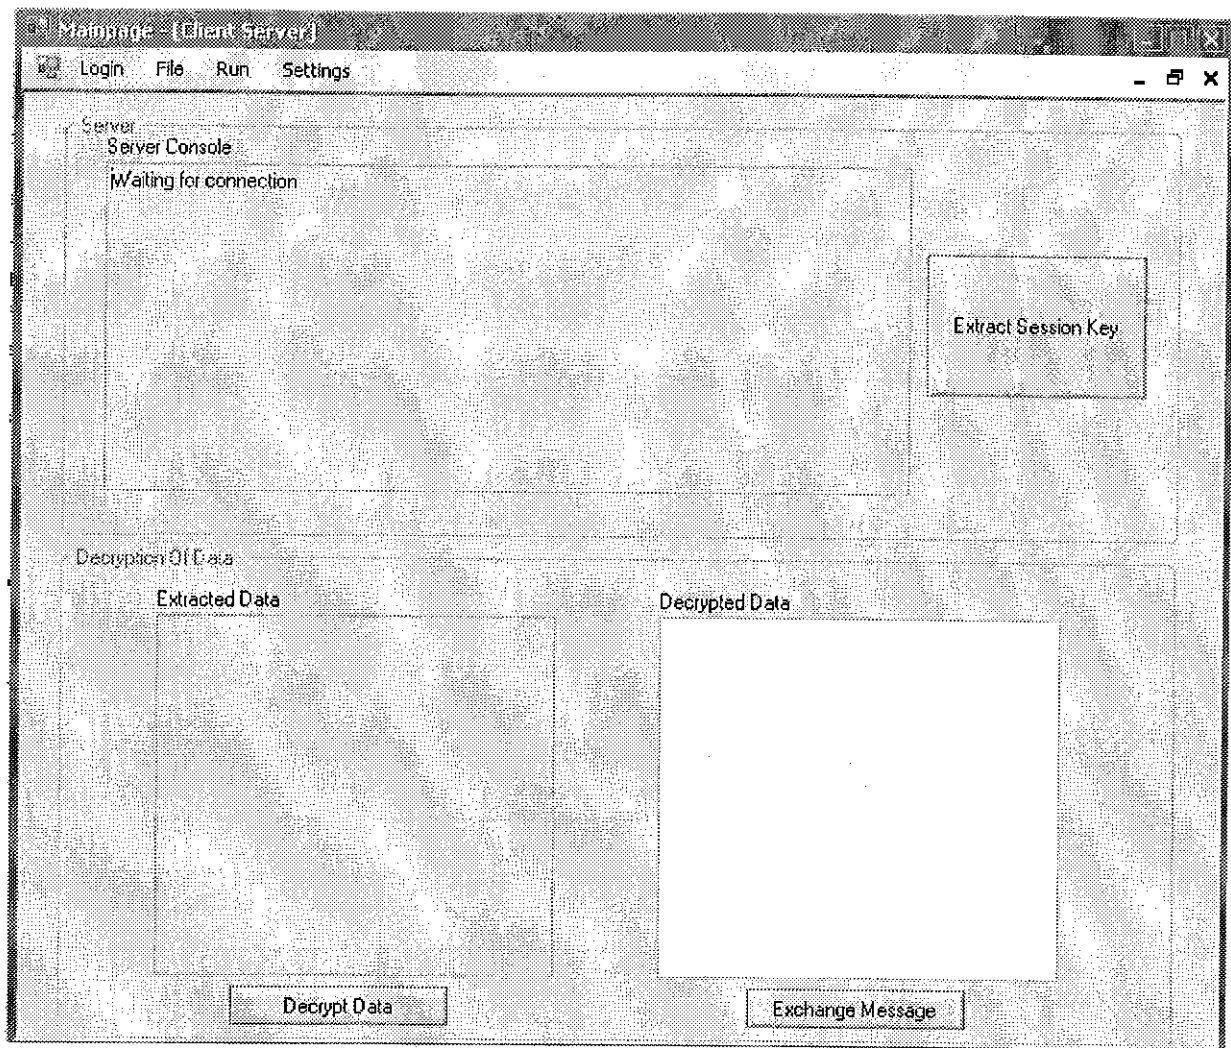 Mainpage - [Client Server]
Login File Run Settings
Server
Server Console
Waiting for connection
Extract Session Key
Decryption Of Data
Extracted Data
Decrypted Data
Decrypt Data
Exchange Message